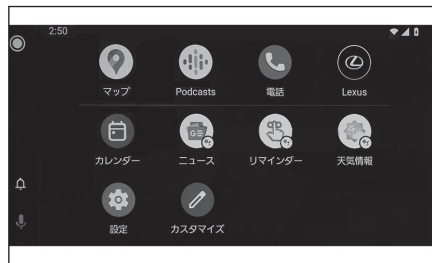 2:50
マップ
Podcasts
電話
Lexus
カレンダー
ニュース
リマインダー
天気情報
設定
カスタマイズ